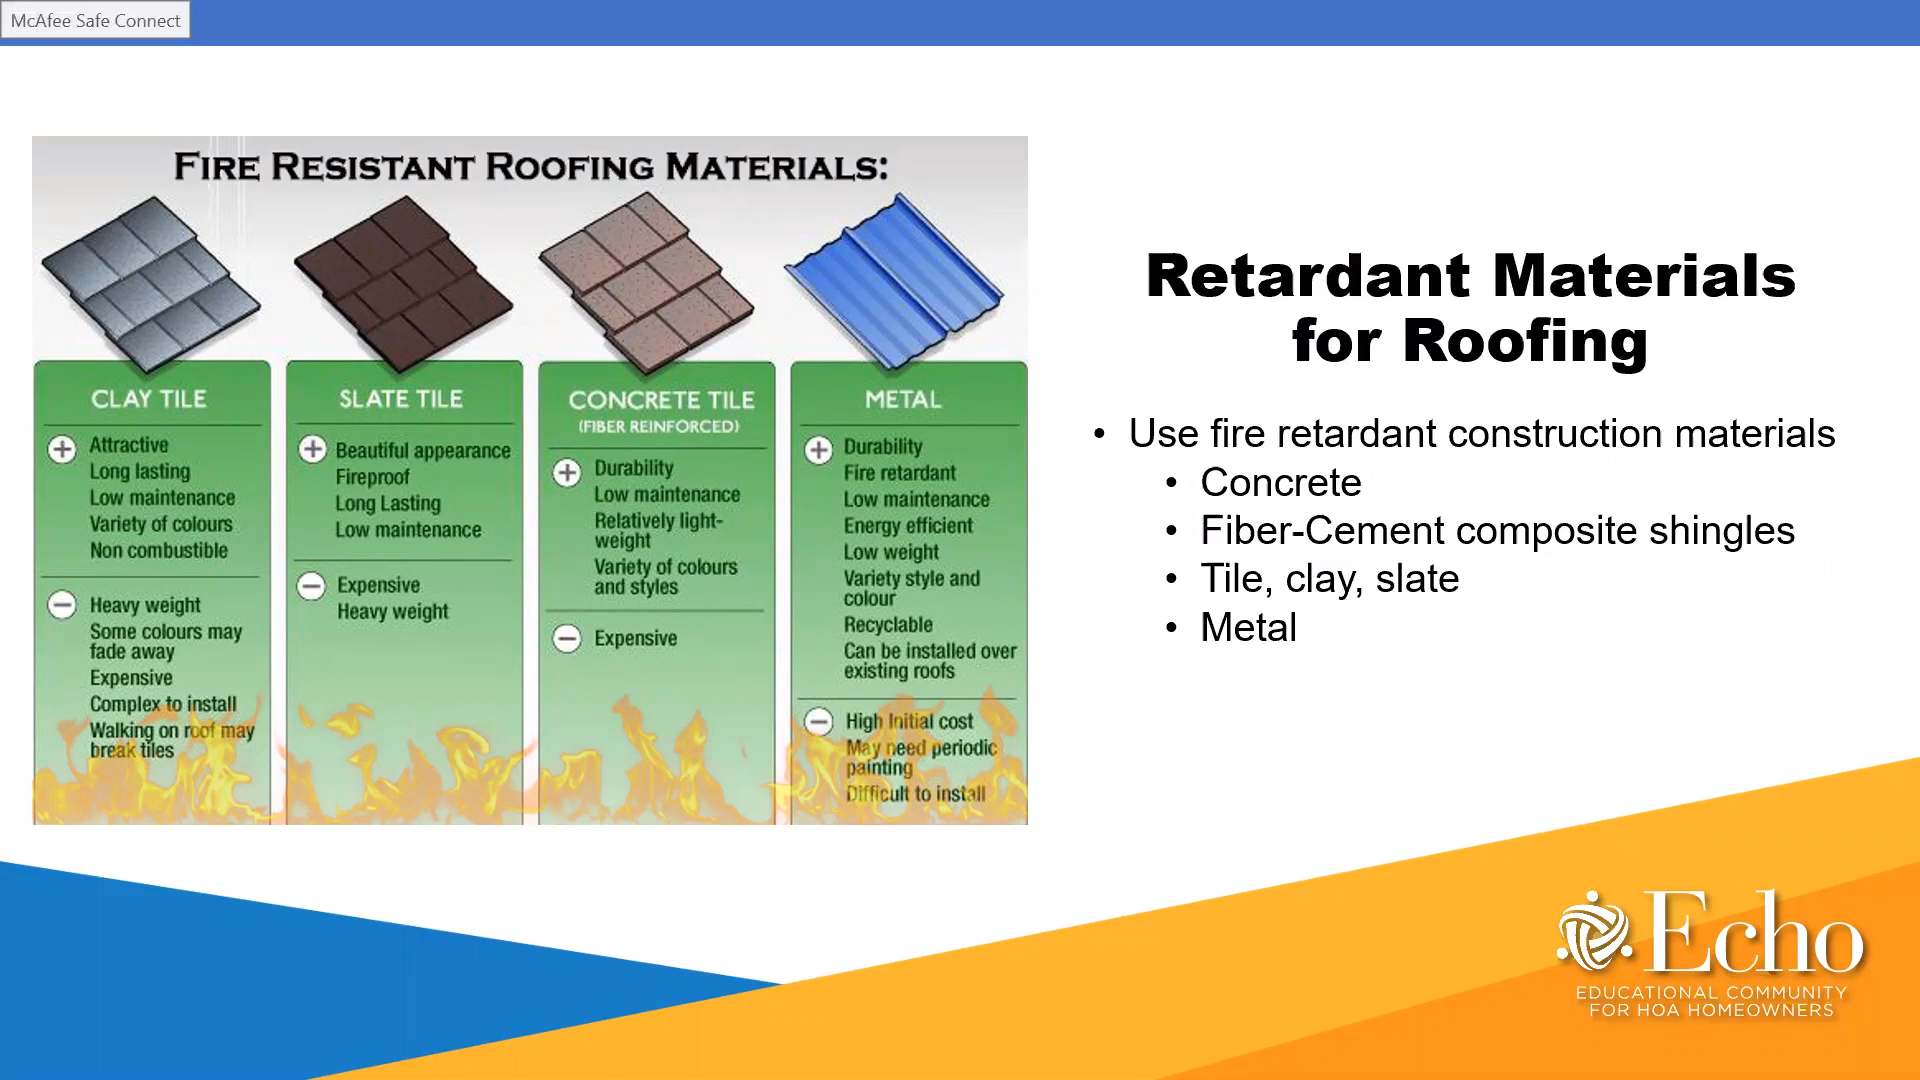 McAfee Safe Connect
FIRE RESISTANT ROOFING MATERIALS:
CLAY TILE
Attractive
Long lasting
Low maintenance
Variety of colours
Non combustible
Heavy weight
Some colours may
fade away
Expensive
Complex to install
Walking on roof may
break tiles
SLATE TILE
Beautiful appearance
Fireproof
Long Lasting
Low maintenance
Expensive
Heavy weight
CONCRETE TILE
(FIBER REINFORCED)
Durability
Low maintenance
Relatively light-
weight
Variety of colours
and styles
Expensive
METAL
Durability
Fire retardant
Low maintenance
Energy efficient
Low weight
Variety style and
colour
Recyclable
Can be installed over
existing roofs
High Initial cost
May need periodic
painting
Difficult to install
Retardant Materials
for Roofing
• Use fire retardant construction materials
• Concrete
• Fiber-Cement composite shingles
• Tile, clay, slate
• Metal
Echo
EDUCATIONAL COMMUNITY
FOR HOA HOMEOWNERS